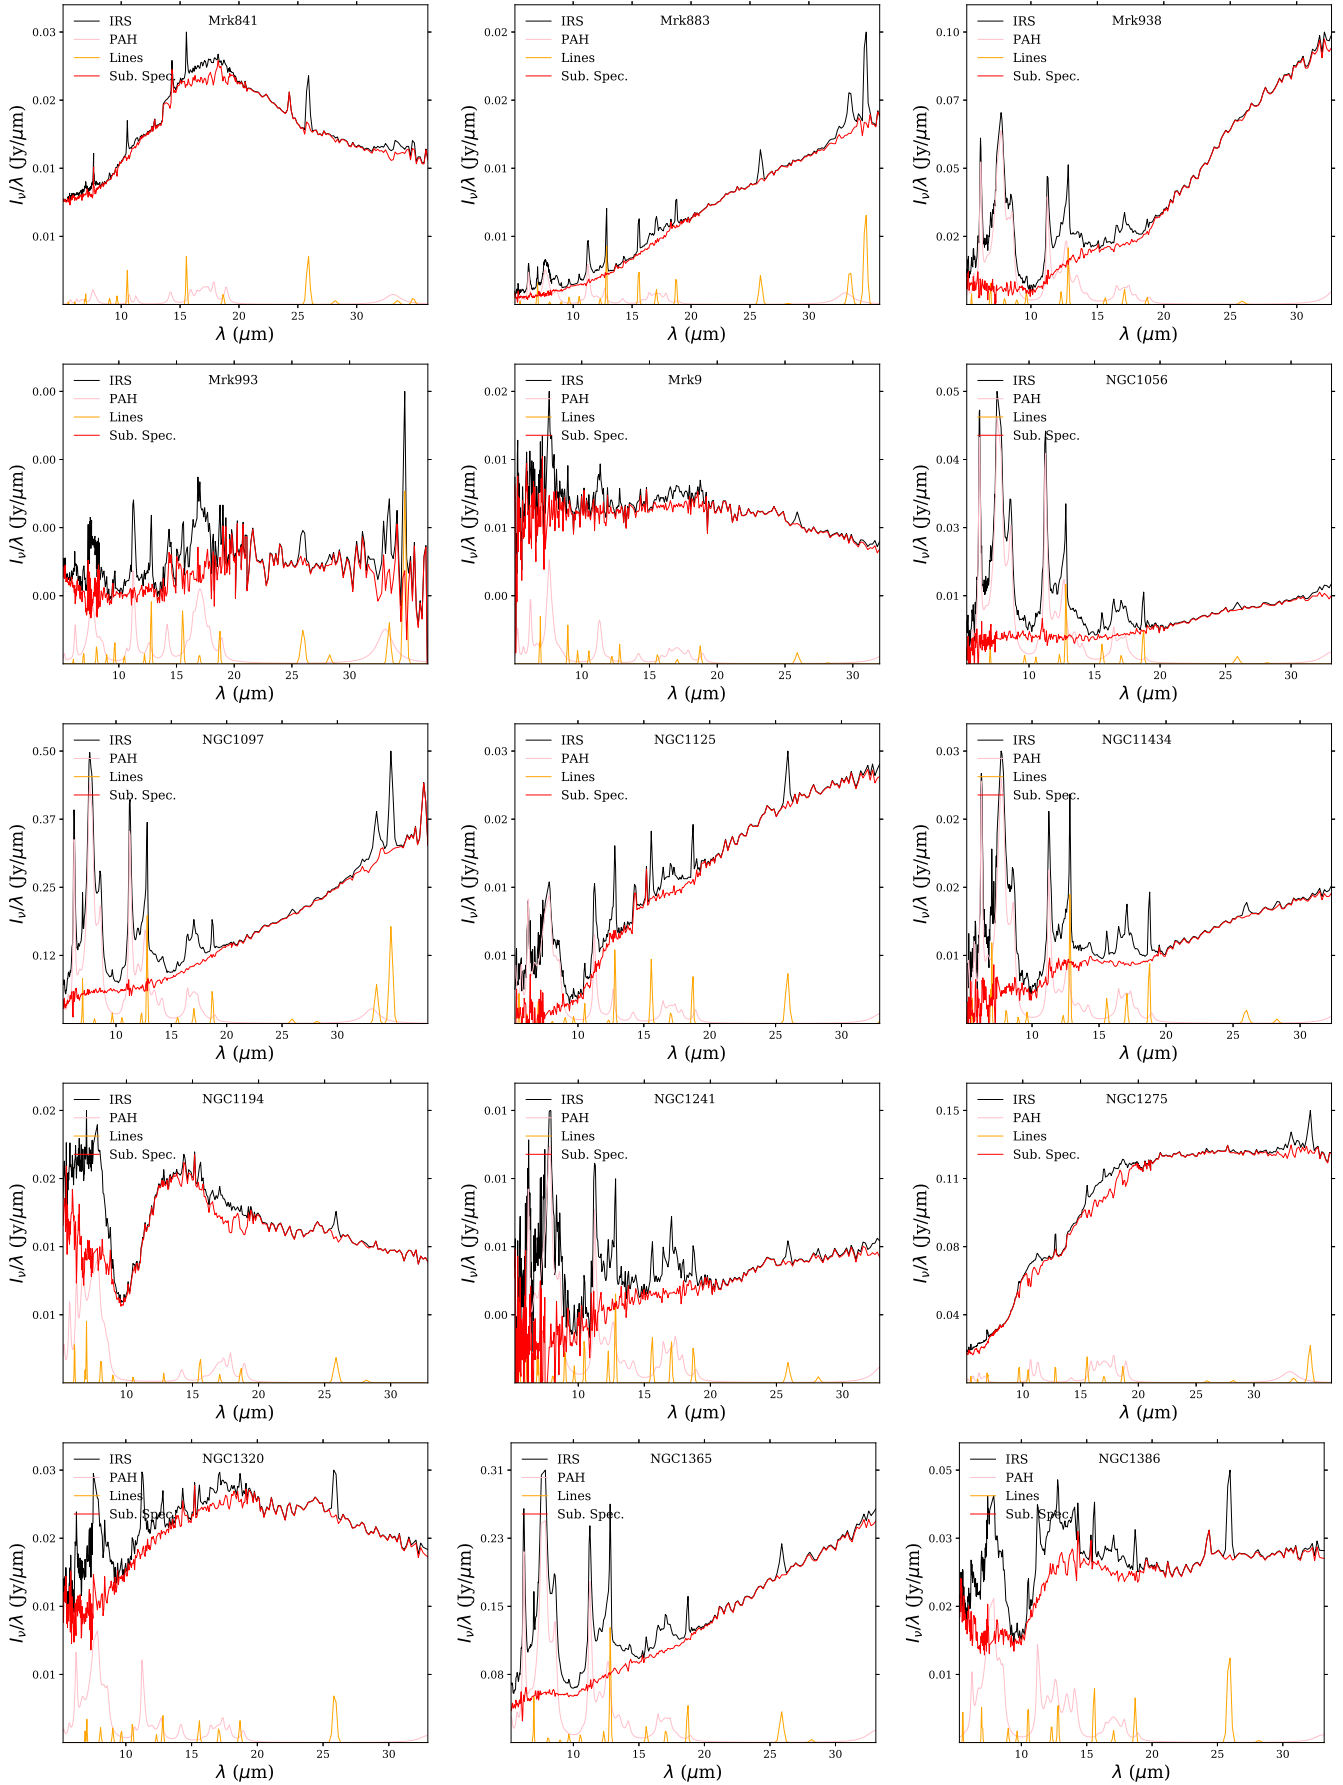 Mrk841
IRS
PAH
Lines
Sub. Spec.
0.03
0.02
0.01
0.01
10 15 20 25 30
λ (μm)
Iν/λ (Jy/μm)
Mrk883
IRS
PAH
Lines
Sub. Spec.
0.02
0.02
0.01
0.01
10 15 20 25 30 35
λ (μm)
Iν/λ (Jy/μm)
Mrk938
IRS
PAH
Lines
Sub. Spec.
0.10
0.07
0.05
0.02
10 15 20 25 30
λ (μm)
Iν/λ (Jy/μm)
Mrk993
IRS
PAH
Lines
Sub. Spec.
0.00
0.00
0.00
0.00
10 15 20 25 30
λ (μm)
Iν/λ (Jy/μm)
Mrk9
IRS
PAH
Lines
Sub. Spec.
0.02
0.01
0.01
0.00
10 15 20 25 30
λ (μm)
Iν/λ (Jy/μm)
NGC1056
IRS
PAH
Lines
Sub. Spec.
0.05
0.04
0.03
0.01
10 15 20 25 30
λ (μm)
Iν/λ (Jy/μm)
NGC1097
IRS
PAH
Lines
Sub. Spec.
0.50
0.37
0.25
0.12
10 15 20 25 30
λ (μm)
Iν/λ (Jy/μm)
NGC1125
IRS
PAH
Lines
Sub. Spec.
0.03
0.02
0.01
0.01
10 15 20 25 30
λ (μm)
Iν/λ (Jy/μm)
NGC11434
IRS
PAH
Lines
Sub. Spec.
0.03
0.02
0.02
0.01
10 15 20 25 30
λ (μm)
Iν/λ (Jy/μm)
NGC1194
IRS
PAH
Lines
Sub. Spec.
0.02
0.02
0.01
0.01
10 15 20 25 30
λ (μm)
Iν/λ (Jy/μm)
NGC1241
IRS
PAH
Lines
Sub. Spec.
0.01
0.01
0.01
0.00
10 15 20 25 30
λ (μm)
Iν/λ (Jy/μm)
NGC1275
IRS
PAH
Lines
Sub. Spec.
0.15
0.11
0.08
0.04
10 15 20 25 30
λ (μm)
Iν/λ (Jy/μm)
NGC1320
IRS
PAH
Lines
Sub. Spec.
0.03
0.02
0.01
0.01
10 15 20 25 30
λ (μm)
Iν/λ (Jy/μm)
NGC1365
IRS
PAH
Lines
Sub. Spec.
0.31
0.23
0.15
0.08
10 15 20 25 30
λ (μm)
Iν/λ (Jy/μm)
NGC1386
IRS
PAH
Lines
Sub. Spec.
0.05
0.03
0.02
0.01
10 15 20 25 30
λ (μm)
Iν/λ (Jy/μm)